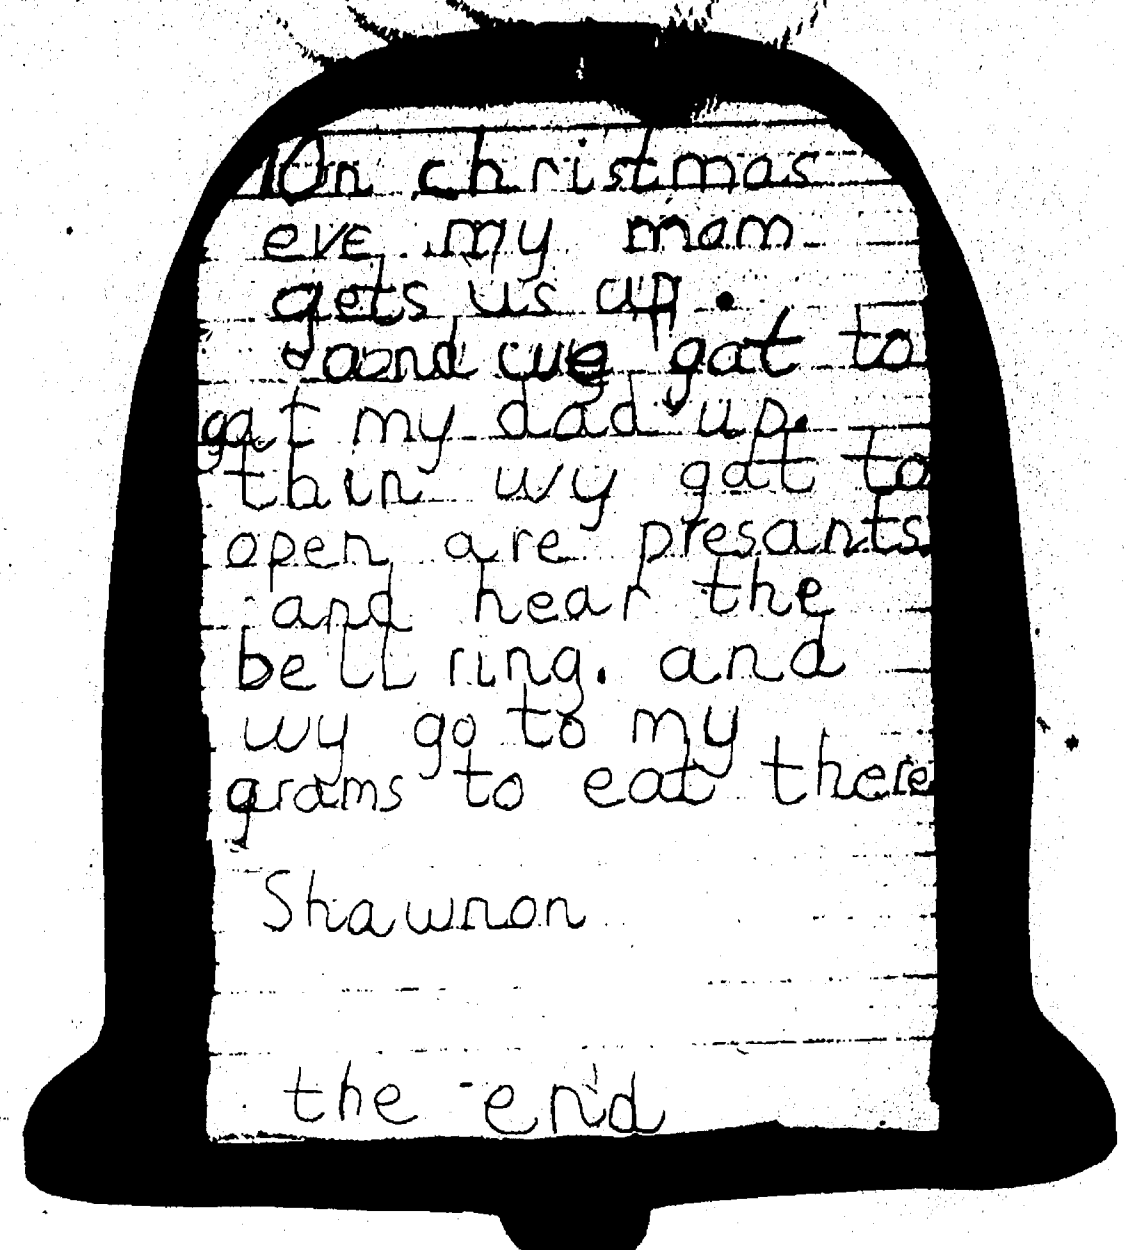 On christmas
eve my mom
gets us up.
aand we gat to
gat my dad up.
thin wy gat to
open are presants
and hear the
bell ring. and
wy go to my
grams to eat there
Shawnon
the end